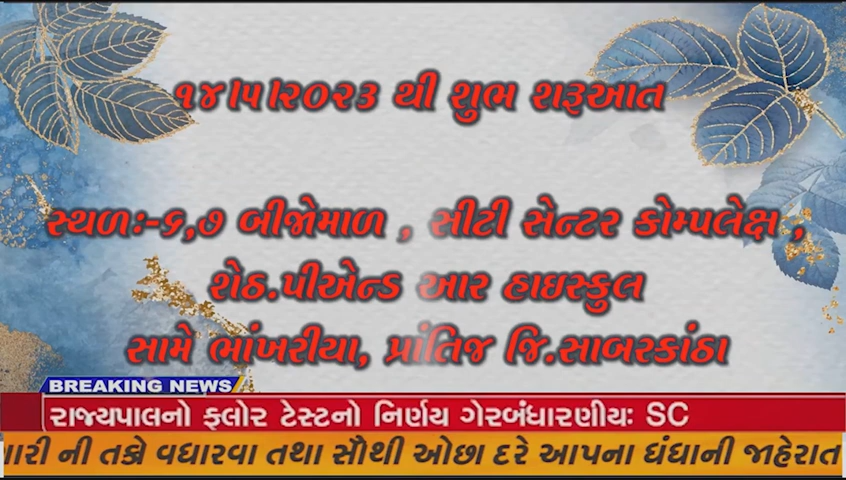 ૧૪।૫।૨૦૨૩ થી શુભ શરૂઆત
સ્થળઃ-૬,૭ બીજોમાળ , સીટી સેન્ટર કોમ્પલેક્ષ ,
શેઠ.પીએન્ડ આર હાઇસ્કુલ
સામે ભાંખરીયા, પ્રાંતિજ જિ.સાબરકાંઠા
BREAKING NEWS
રાજ્યપાલનો ફ્લોર ટેસ્ટનો નિર્ણય ગેરબંધારણીયઃ SC
ની તકો વધારવા તથા સૌથી ઓછા દરે આપના ધંધાની જાહેરાત